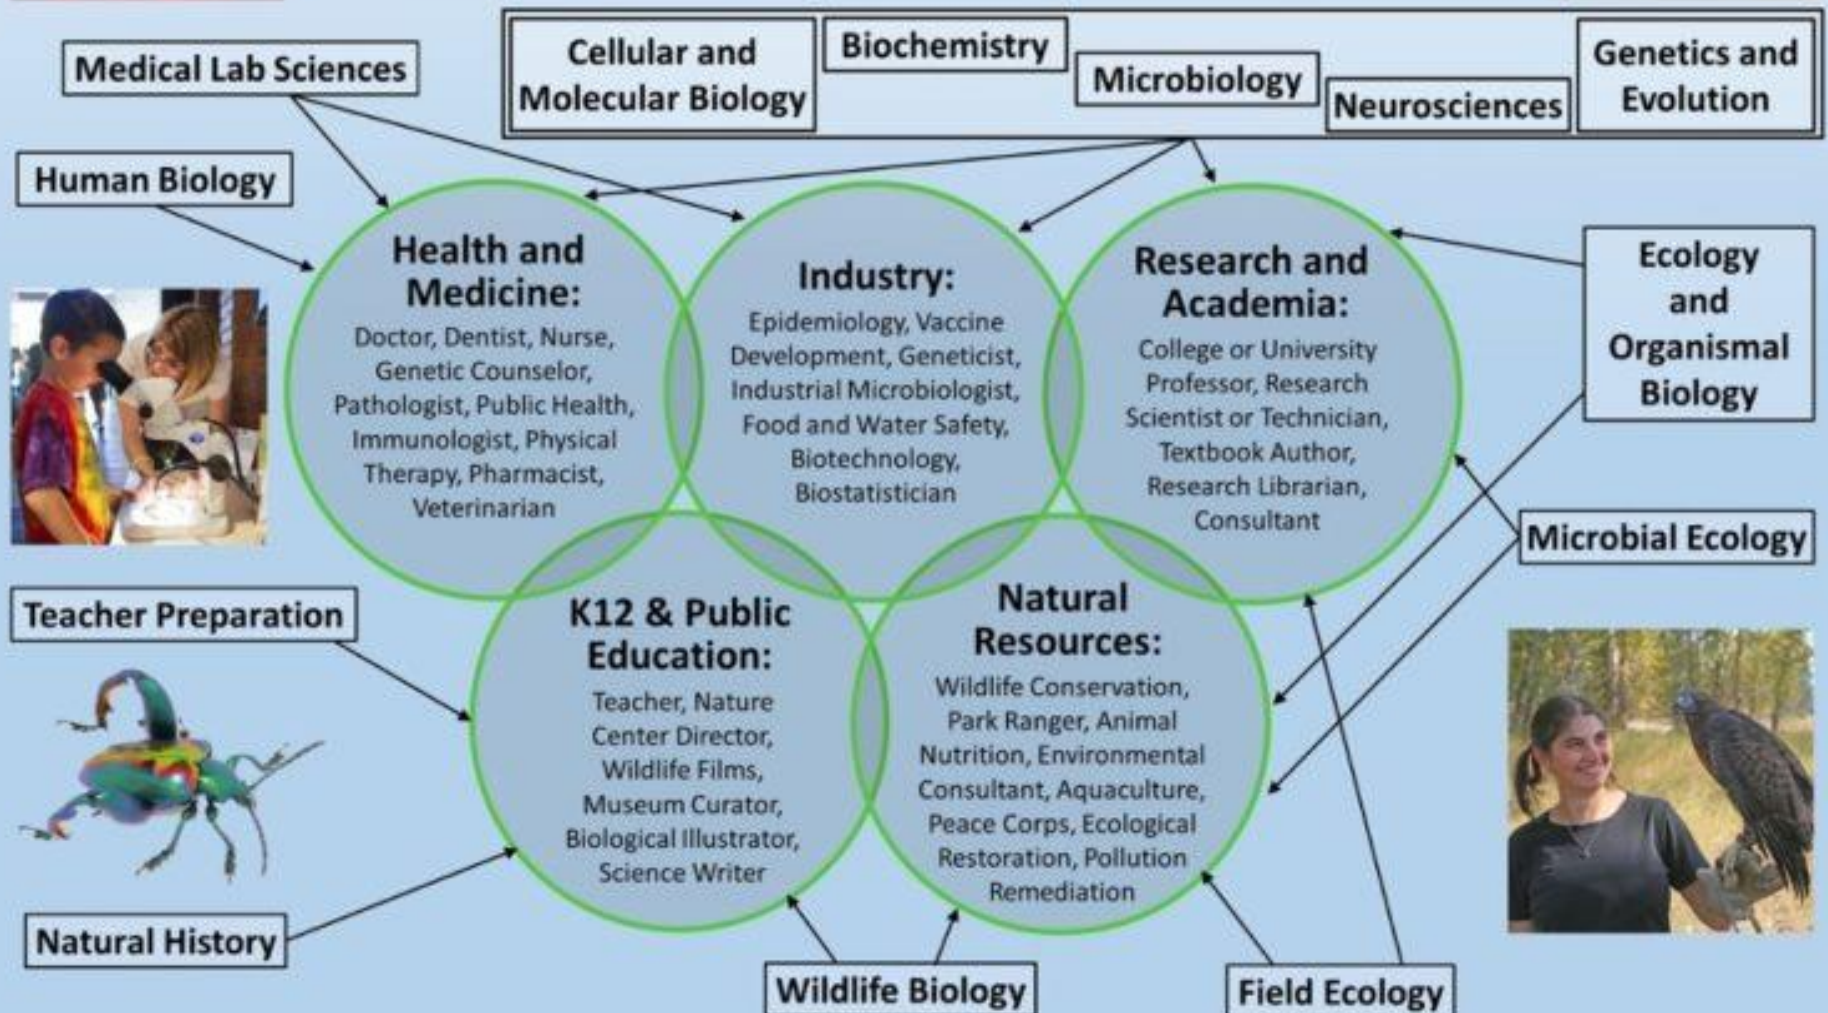 Medical Lab Sciences
Cellular and
Molecular Biology
Biochemistry
Microbiology
Neurosciences
Genetics and
Evolution
Human Biology
Health and
Medicine:
Doctor, Dentist, Nurse,
Genetic Counselor,
Pathologist, Public Health,
Immunologist, Physical
Therapy, Pharmacist,
Veterinarian
Industry:
Epidemiology, Vaccine
Development, Geneticist,
Industrial Microbiologist,
Food and Water Safety,
Biotechnology,
Biostatistician
Research and
Academia:
College or University
Professor, Research
Scientist or Technician,
Textbook Author,
Research Librarian,
Consultant
Ecology
and
Organismal
Biology
Microbial Ecology
Teacher Preparation
K12 & Public
Education:
Teacher, Nature
Center Director,
Wildlife Films,
Museum Curator,
Biological Illustrator,
Science Writer
Natural
Resources:
Wildlife Conservation,
Park Ranger, Animal
Nutrition, Environmental
Consultant, Aquaculture,
Peace Corps, Ecological
Restoration, Pollution
Remediation
Natural History
Wildlife Biology
Field Ecology